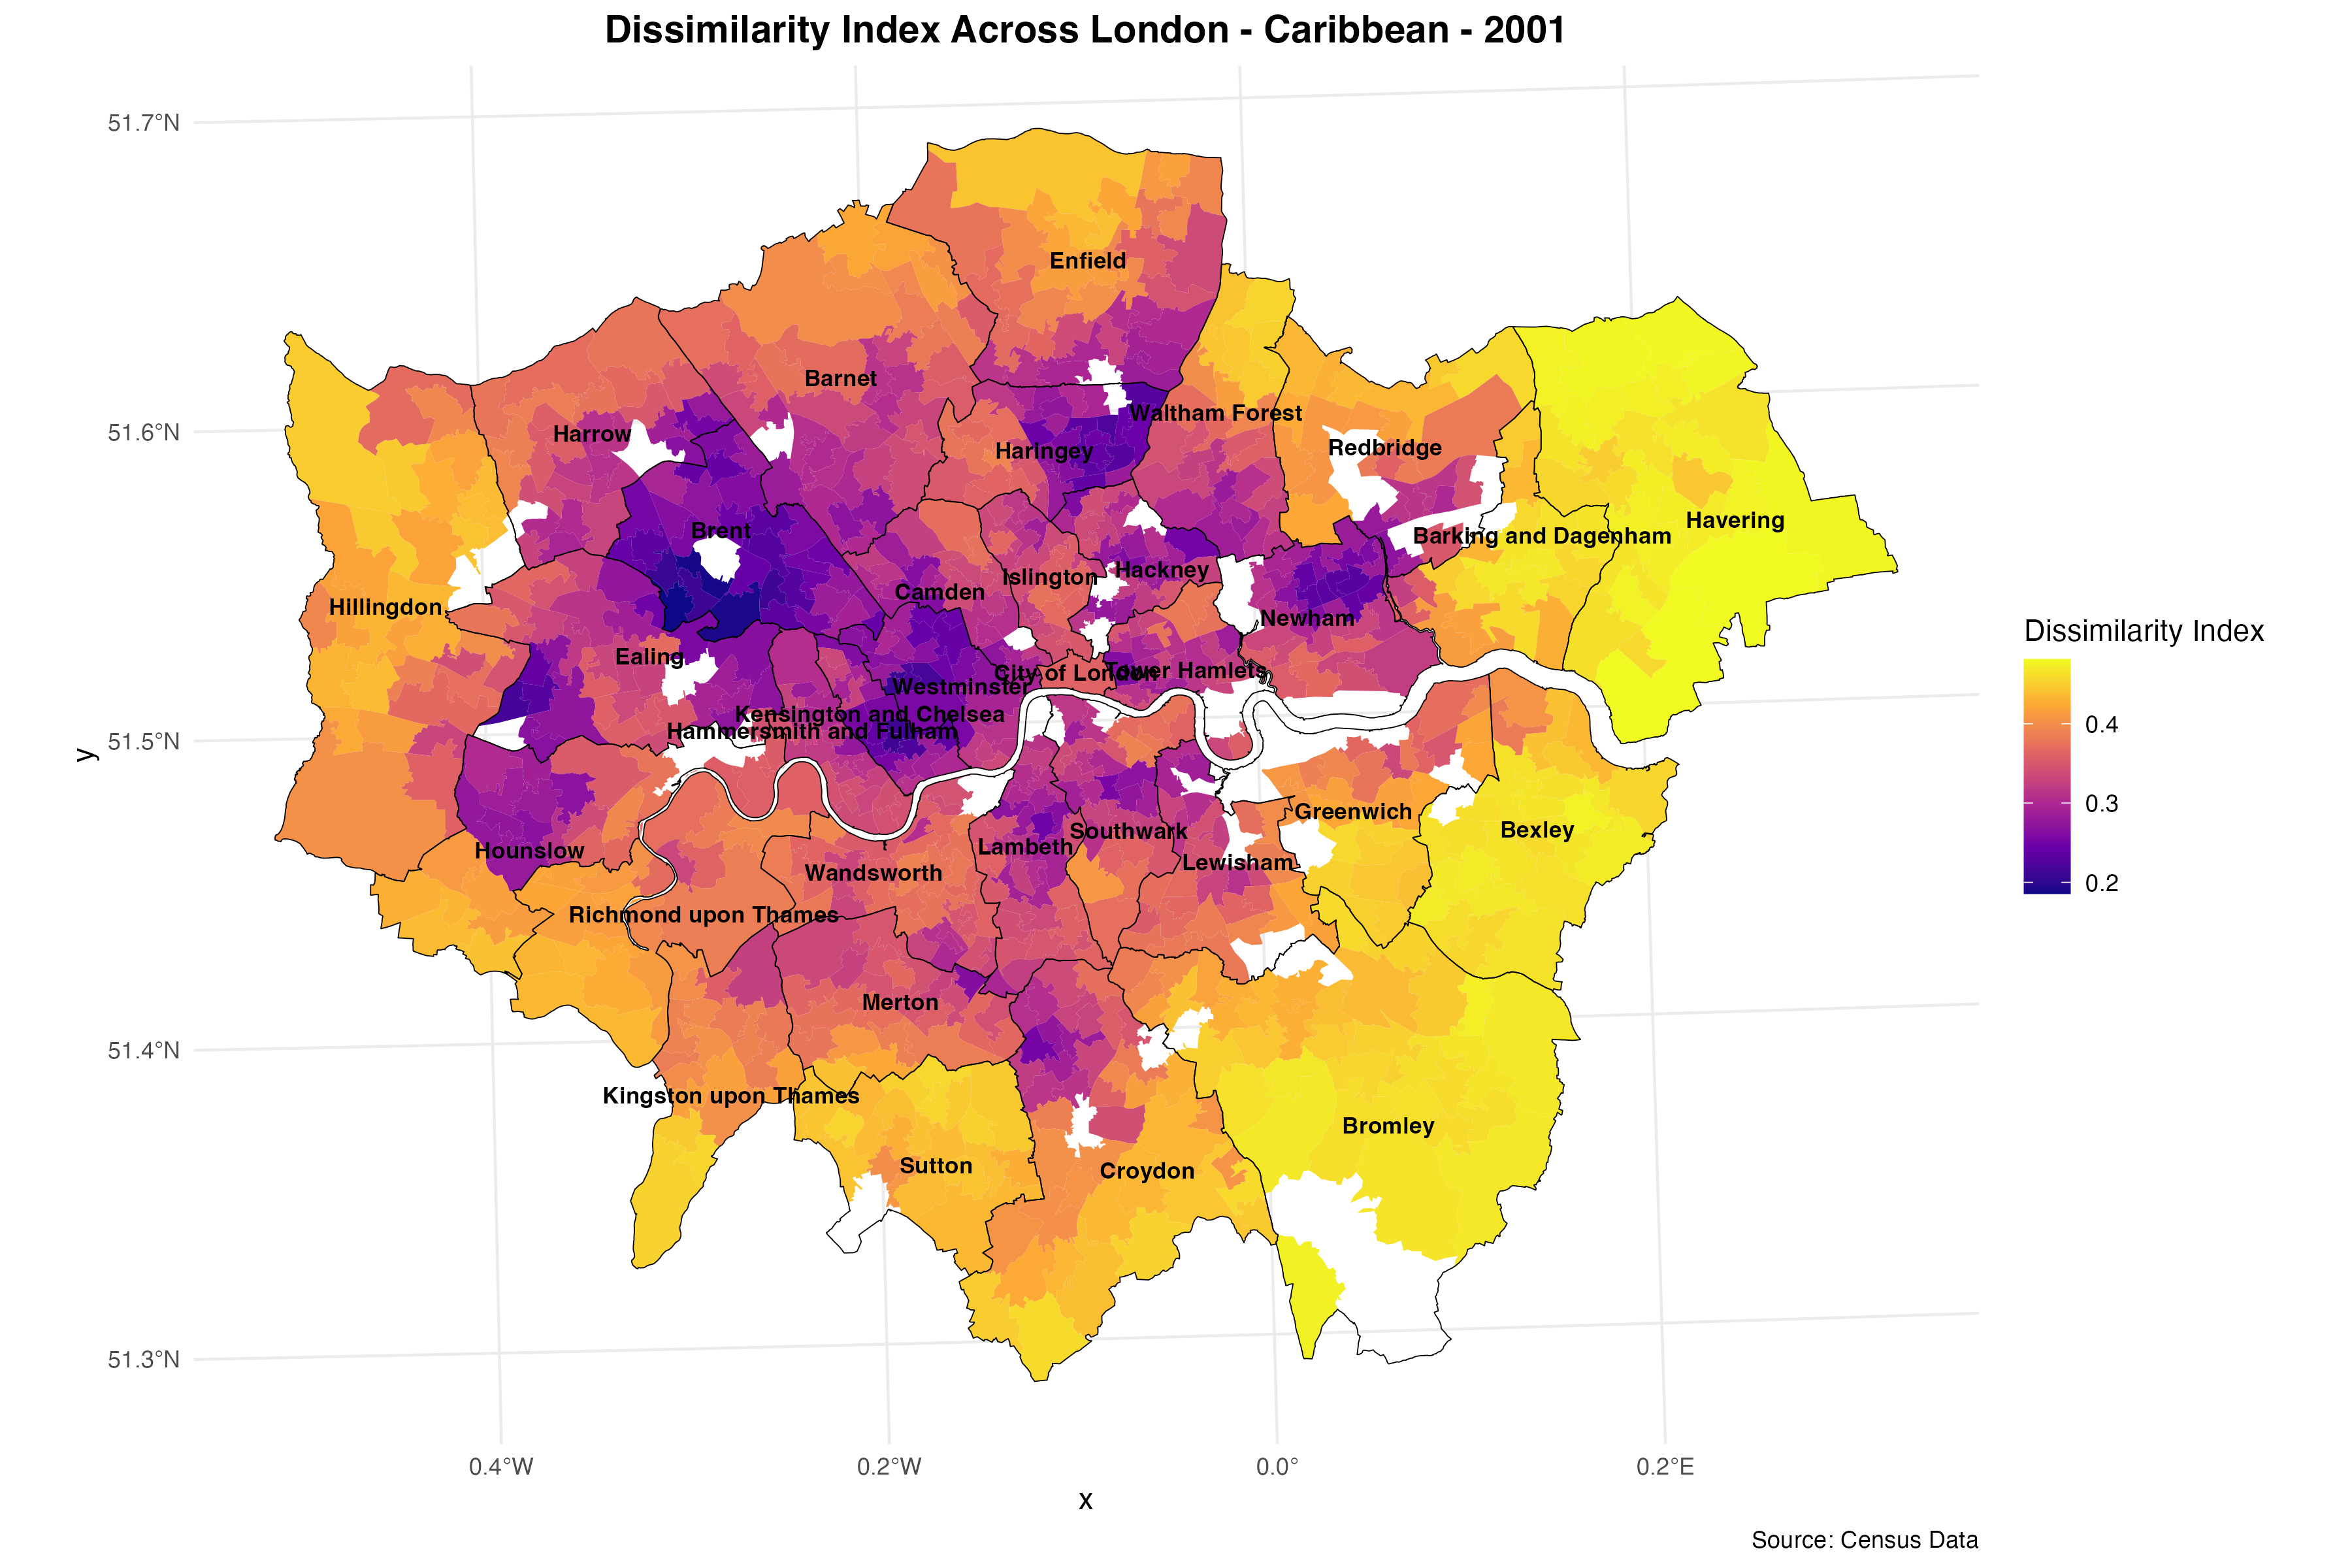 Dissimilarity Index Across London - Caribbean - 2001
51.7°N
51.6°N
51.5°N
51.4°N
51.3°N
y
Enfield
Barnet
Waltham Forest
Harrow
Haringey
Redbridge
Havering
Brent
Barking and Dagenham
Hackney
Islington
Camden
Hillingdon
Newham
Ealing
City of London
Tower Hamlets
Westminster
Kensington and Chelsea
Hammersmith and Fulham
Greenwich
Bexley
Southwark
Lambeth
Hounslow
Lewisham
Wandsworth
Richmond upon Thames
Merton
Kingston upon Thames
Bromley
Sutton
Croydon
Dissimilarity Index
0.4
0.3
0.2
0.4°W
0.2°W
0.0°
0.2°E
x
Source: Census Data